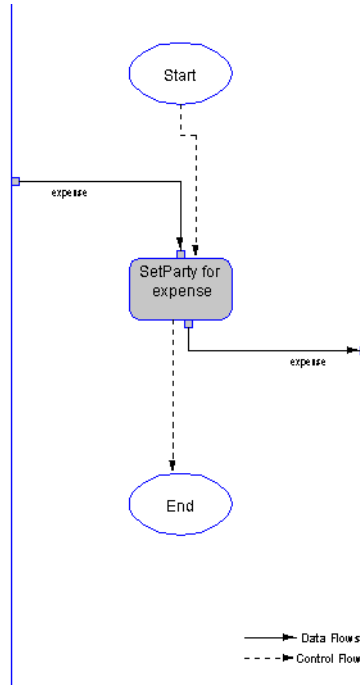 Start
expense
SetParty for
expense
expense
End
Data Flows
Control Flow